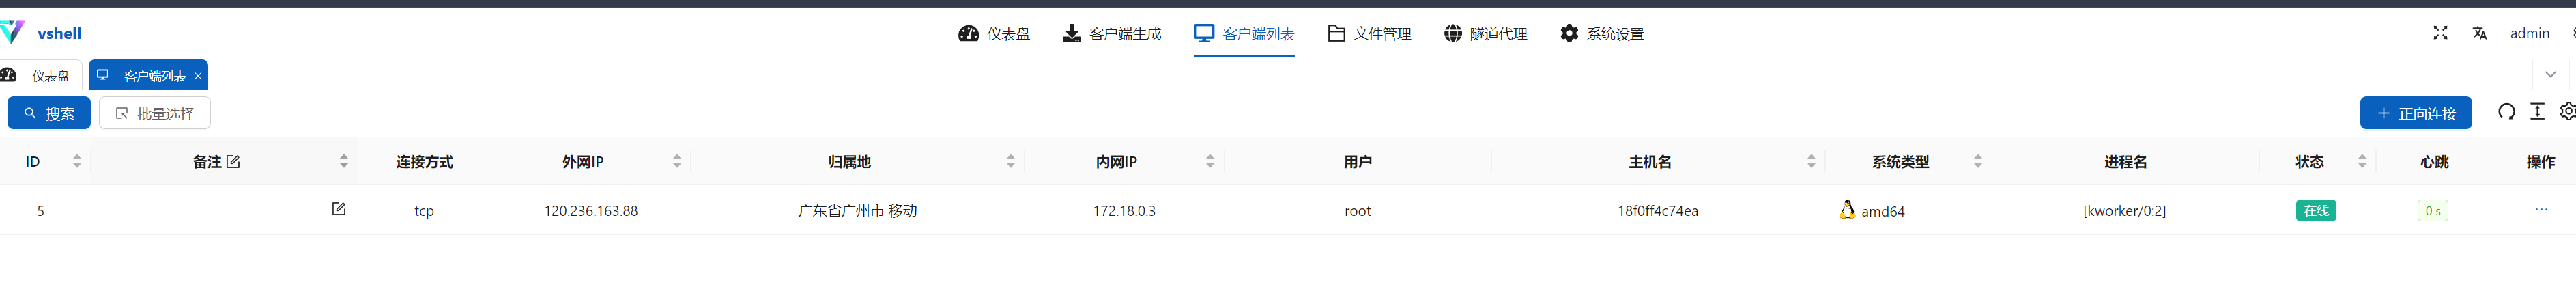 vshell 仪表盘 客户端生成 客户端列表 文件管理 隧道代理 系统设置 admin
仪表盘 客户端列表 ×
搜索 批量选择 + 正向连接
ID 备注 连接方式 外网IP 归属地 内网IP 用户 主机名 系统类型 进程名 状态 心跳 操作
5 tcp 120.236.163.88 广东省广州市 移动 172.18.0.3 root 18f0ff4c74ea amd64 [kworker/0:2] 在线 0 s ...